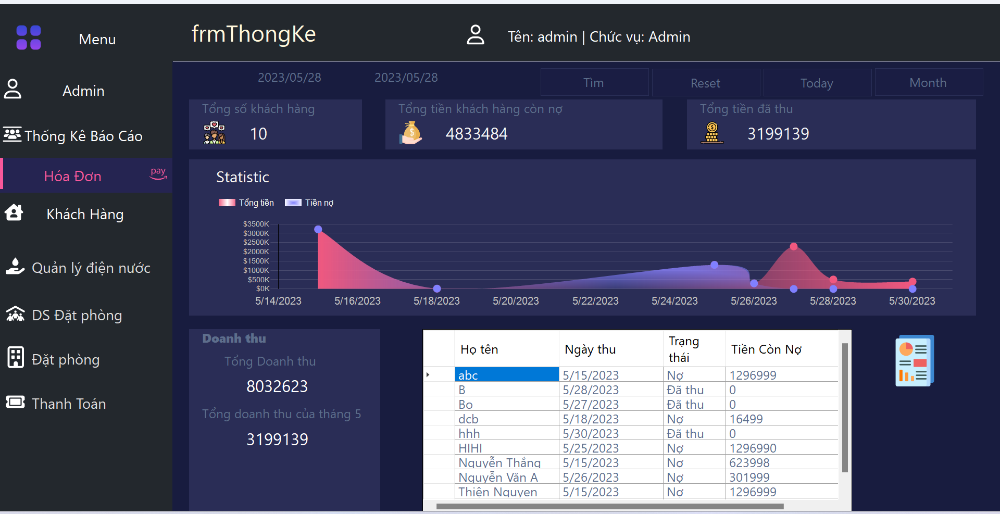 Menu
frmThongKe
Tên: admin | Chức vụ: Admin
Admin
Thống Kê Báo Cáo
Hóa Đơn
pay
Khách Hàng
Quản lý điện nước
DS Đặt phòng
Đặt phòng
Thanh Toán
2023/05/28 2023/05/28 Tìm Reset Today Month
Tổng số khách hàng
10
Tổng tiền khách hàng còn nợ
4833484
Tổng tiền đã thu
3199139
Statistic
Tổng tiền Tiền nợ
$3500K
$3000K
$2500K
$2000K
$1500K
$1000K
$500K
$0K
5/14/2023 5/16/2023 5/18/2023 5/20/2023 5/22/2023 5/24/2023 5/26/2023 5/28/2023 5/30/2023
Doanh thu
Tổng Doanh thu
8032623
Tổng doanh thu của tháng 5
3199139
Họ tên Ngày thu Trạng thái Tiền Còn Nợ
abc 5/15/2023 Nợ 1296999
B 5/28/2023 Đã thu 0
Bo 5/27/2023 Đã thu 0
dcb 5/18/2023 Nợ 16499
hhh 5/30/2023 Đã thu 0
HIHI 5/25/2023 Nợ 1296990
Nguyễn Thắng 5/15/2023 Nợ 623998
Nguyễn Văn A 5/26/2023 Nợ 301999
Thiện Nguyen 5/15/2023 Nợ 1296999